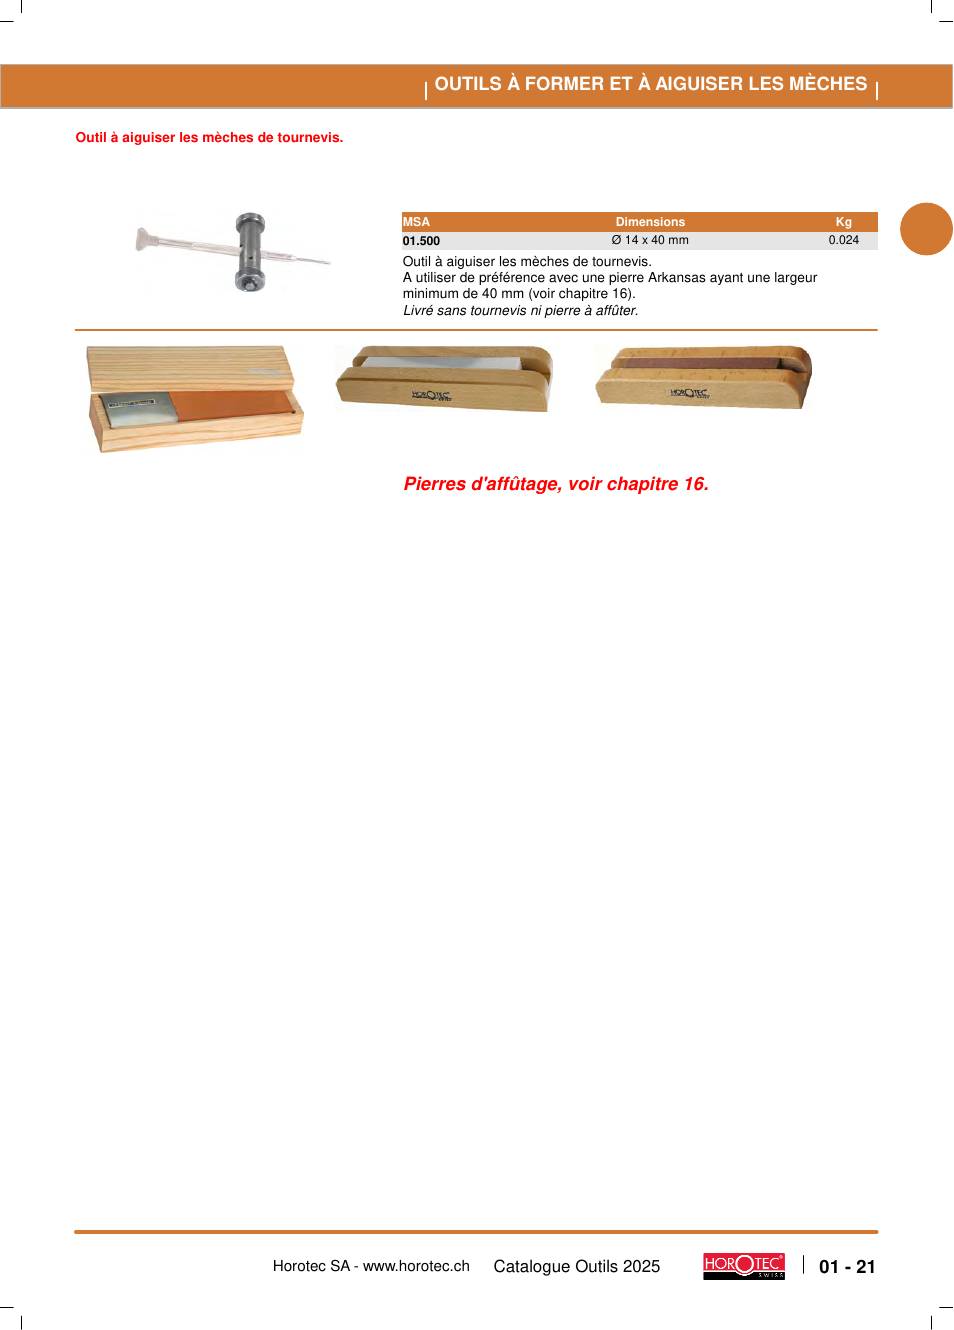 OUTILS À FORMER ET À AIGUISER LES MÈCHES
Outil à aiguiser les mèches de tournevis.
MSA Dimensions Kg
01.500 Ø 14 x 40 mm 0.024
Outil à aiguiser les mèches de tournevis.
A utiliser de préférence avec une pierre Arkansas ayant une largeur
minimum de 40 mm (voir chapitre 16).
Livré sans tournevis ni pierre à affûter.
HOROTEC
HOROTEC
Pierres d'affûtage, voir chapitre 16.
Horotec SA - www.horotec.ch Catalogue Outils 2025 HOROTEC® SWISS 01 - 21